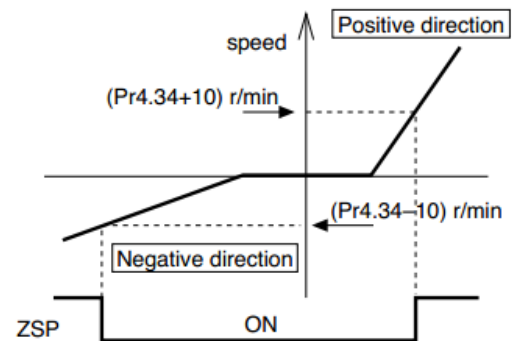 speed
Positive direction
(Pr4.34+10) r/min
(Pr4.34–10) r/min
Negative direction
ZSP
ON